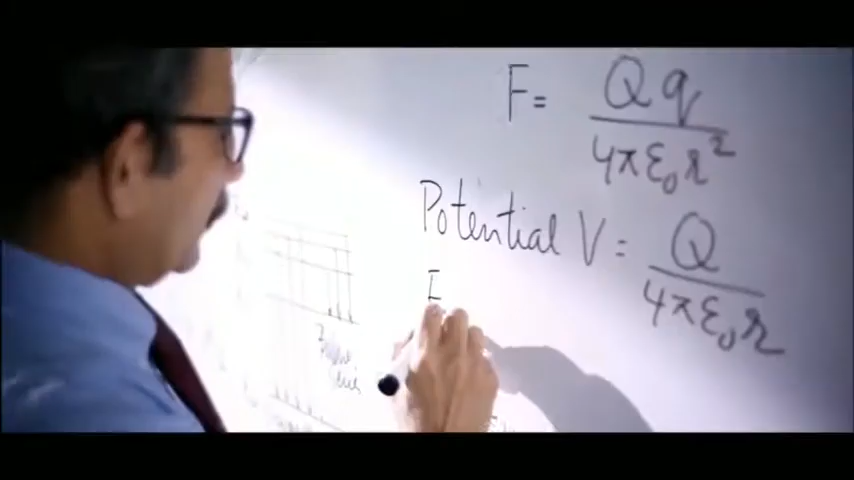 F = Qq / 4πε₀r²
Potential V = Q / 4πε₀r
E